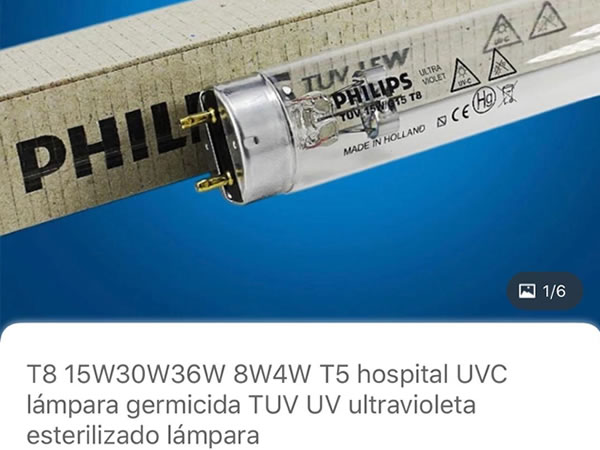 TUV 15W
PHILIPS
TUV 15W G15 T8
ULTRA
VIOLET
UV-C
MADE IN HOLLAND
CE Hg
PHILI
1/6
T8 15W30W36W 8W4W T5 hospital UVC
lámpara germicida TUV UV ultravioleta
esterilizado lámpara